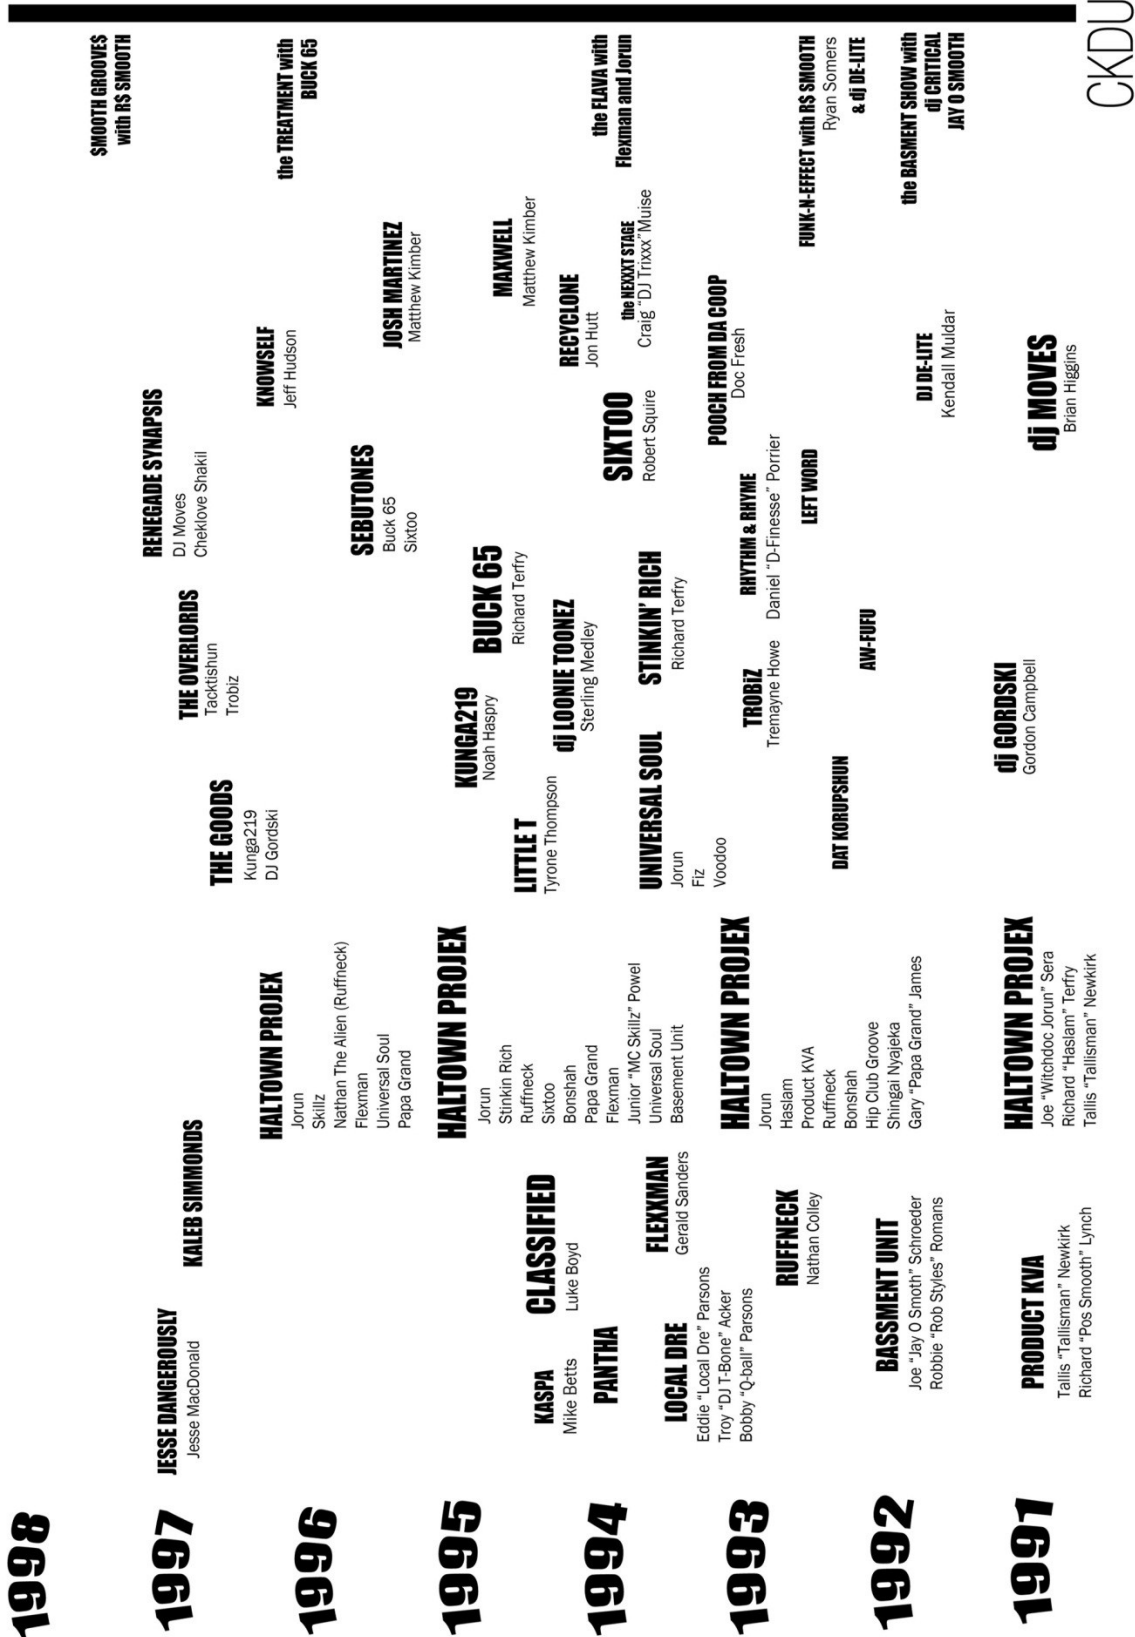 1998
$MOOTH GROOVE$
with R$ SMOOTH
1997
JESSE DANGEROUSLY
Jesse MacDonald
KALEB SIMMONDS
THE GOODS
Kunga219
DJ Gordski
THE OVERLORDS
Tacktishun
Trobiz
RENEGADE SYNAPSIS
DJ Moves
Cheklove Shakil
1996
HALTOWN PROJEX
Jorun
Skillz
Nathan The Alien (Ruffneck)
Flexman
Universal Soul
Papa Grand
SEBUTONES
Buck 65
Sixtoo
KNOWSELF
Jeff Hudson
JOSH MARTINEZ
Matthew Kimber
the TREATMENT with
BUCK 65
1995
KASPA
Mike Betts
CLASSIFIED
Luke Boyd
HALTOWN PROJEX
Jorun
Stinkin Rich
Ruffneck
Sixtoo
Bonshah
Papa Grand
Flexman
Junior "MC Skillz" Powel
Universal Soul
Basement Unit
LITTLE T
Tyrone Thompson
KUNGA219
Noah Haspry
BUCK 65
Richard Terfry
dj LOONIE TOONEZ
Sterling Medley
MAXWELL
Matthew Kimber
RECYCLONE
Jon Hutt
1994
PANTHA
LOCAL DRE
Eddie "Local Dre" Parsons
Troy "DJ T-Bone" Acker
Bobby "Q-ball" Parsons
FLEXXMAN
Gerald Sanders
UNIVERSAL SOUL
Jorun
Fiz
Voodoo
STINKIN' RICH
Richard Terfry
SIXTOO
Robert Squire
the NEXXXT STAGE
Craig "DJ Trixxx" Muise
the FLAVA with
Flexman and Jorun
1993
RUFFNECK
Nathan Colley
HALTOWN PROJEX
Jorun
Haslam
Product KVA
Ruffneck
Bonshah
Hip Club Groove
Shingai Nyajeka
Gary "Papa Grand" James
DAT KORUPSHUN
TROBiZ
Tremayne Howe
RHYTHM & RHYME
Daniel "D-Finesse" Porrier
POOCH FROM DA COOP
Doc Fresh
LEFT WORD
FUNK-N-EFFECT with R$ SMOOTH
Ryan Somers
& dj DE-LITE
1992
BASSMENT UNIT
Joe "Jay O Smoth" Schroeder
Robbie "Rob Styles" Romans
AW-FUFU
DJ DE-LITE
Kendall Muldar
the BASMENT SHOW with
dj CRITICAL
JAY O SMOOTH
1991
PRODUCT KVA
Tallis "Tallisman" Newkirk
Richard "Pos Smooth" Lynch
HALTOWN PROJEX
Joe "Witchdoc Jorun" Sera
Richard "Haslam" Terfry
Tallis "Tallisman" Newkirk
dj GORDSKI
Gordon Campbell
dj MOVES
Brian Higgins
CKDU